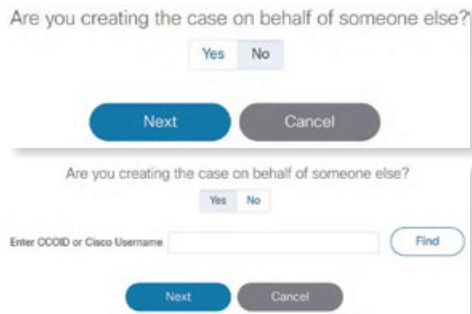 Are you creating the case on behalf of someone else?
Yes No
Next Cancel
Are you creating the case on behalf of someone else?
Yes No
Enter CCOID or Cisco Username Find
Next Cancel